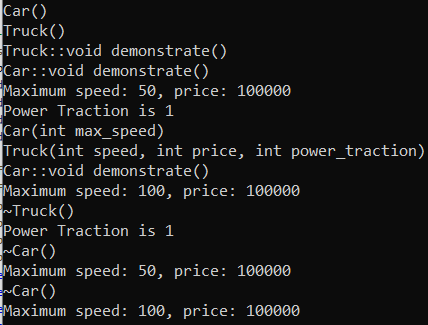 Car()
Truck()
Truck::void demonstrate()
Car::void demonstrate()
Maximum speed: 50, price: 100000
Power Traction is 1
Car(int max_speed)
Truck(int speed, int price, int power_traction)
Car::void demonstrate()
Maximum speed: 100, price: 100000
~Truck()
Power Traction is 1
~Car()
Maximum speed: 50, price: 100000
~Car()
Maximum speed: 100, price: 100000